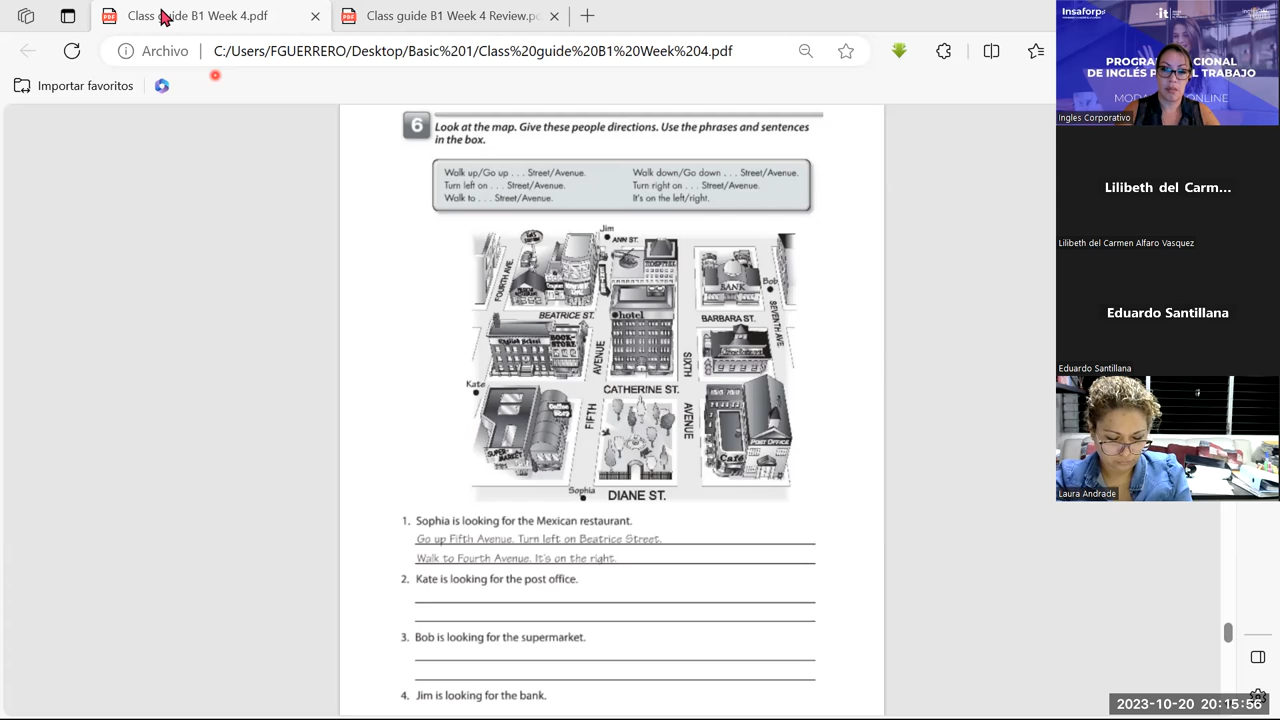 Class guide B1 Week 4.pdf
Class guide B1 Week 4 Review.p
Archivo
C:/Users/FGUERRERO/Desktop/Basic%201/Class%20guide%20B1%20Week%204.pdf
Importar favoritos
6
Look at the map. Give these people directions. Use the phrases and sentences
in the box.
Walk up/Go up . . . Street/Avenue.
Walk down/Go down . . . Street/Avenue.
Turn left on . . . Street/Avenue.
Turn right on . . . Street/Avenue.
Walk to . . . Street/Avenue.
It's on the left/right.
Jim
ANN ST.
HOSPITAL
FOURTH AVE.
BANK
Bob
BEATRICE ST.
hotel
BARBARA ST.
SEVENTH AVE.
English School
BOOK-
STORE
AVENUE
SIXTH
Kate
CATHERINE ST.
FIFTH
AVENUE
POST OFFICE
Café
Sophia
DIANE ST.
1. Sophia is looking for the Mexican restaurant.
Go up Fifth Avenue. Turn left on Beatrice Street.
Walk to Fourth Avenue. It's on the right.
2. Kate is looking for the post office.
3. Bob is looking for the supermarket.
4. Jim is looking for the bank.
Insaforp
it
DE INGLÉS
TRABAJO
Ingles Corporativo
Lilibeth del Carm...
Lilibeth del Carmen Alfaro Vasquez
Eduardo Santillana
Eduardo Santillana
Laura Andrade
2023-10-20 20:15:56